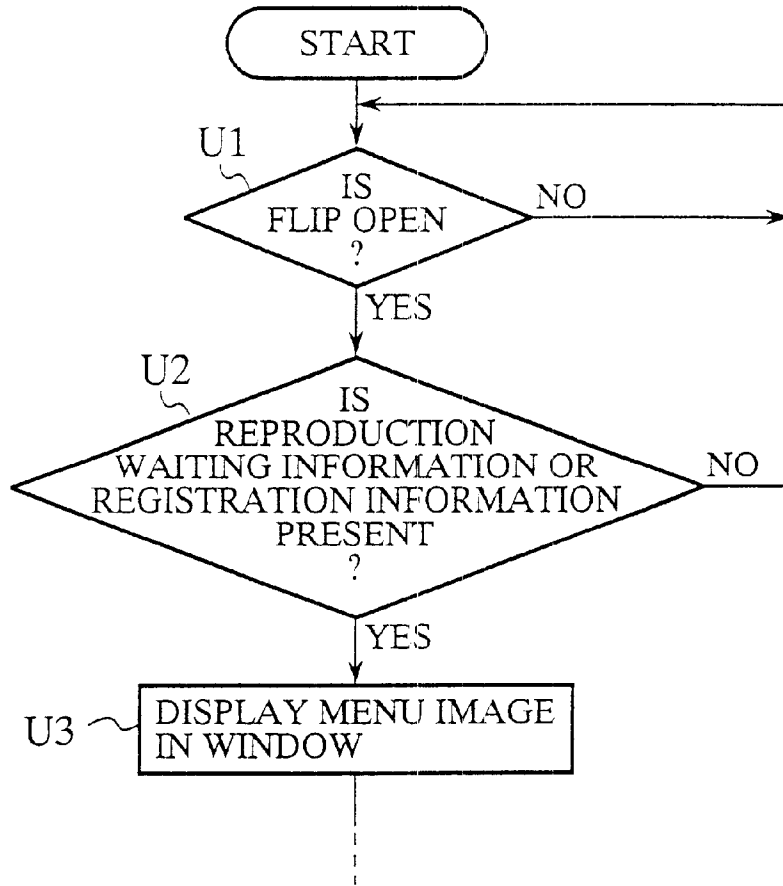 START
U1
IS
FLIP OPEN
?
NO
YES
U2
IS
REPRODUCTION
WAITING INFORMATION OR
REGISTRATION INFORMATION
PRESENT
?
NO
YES
U3
DISPLAY MENU IMAGE
IN WINDOW